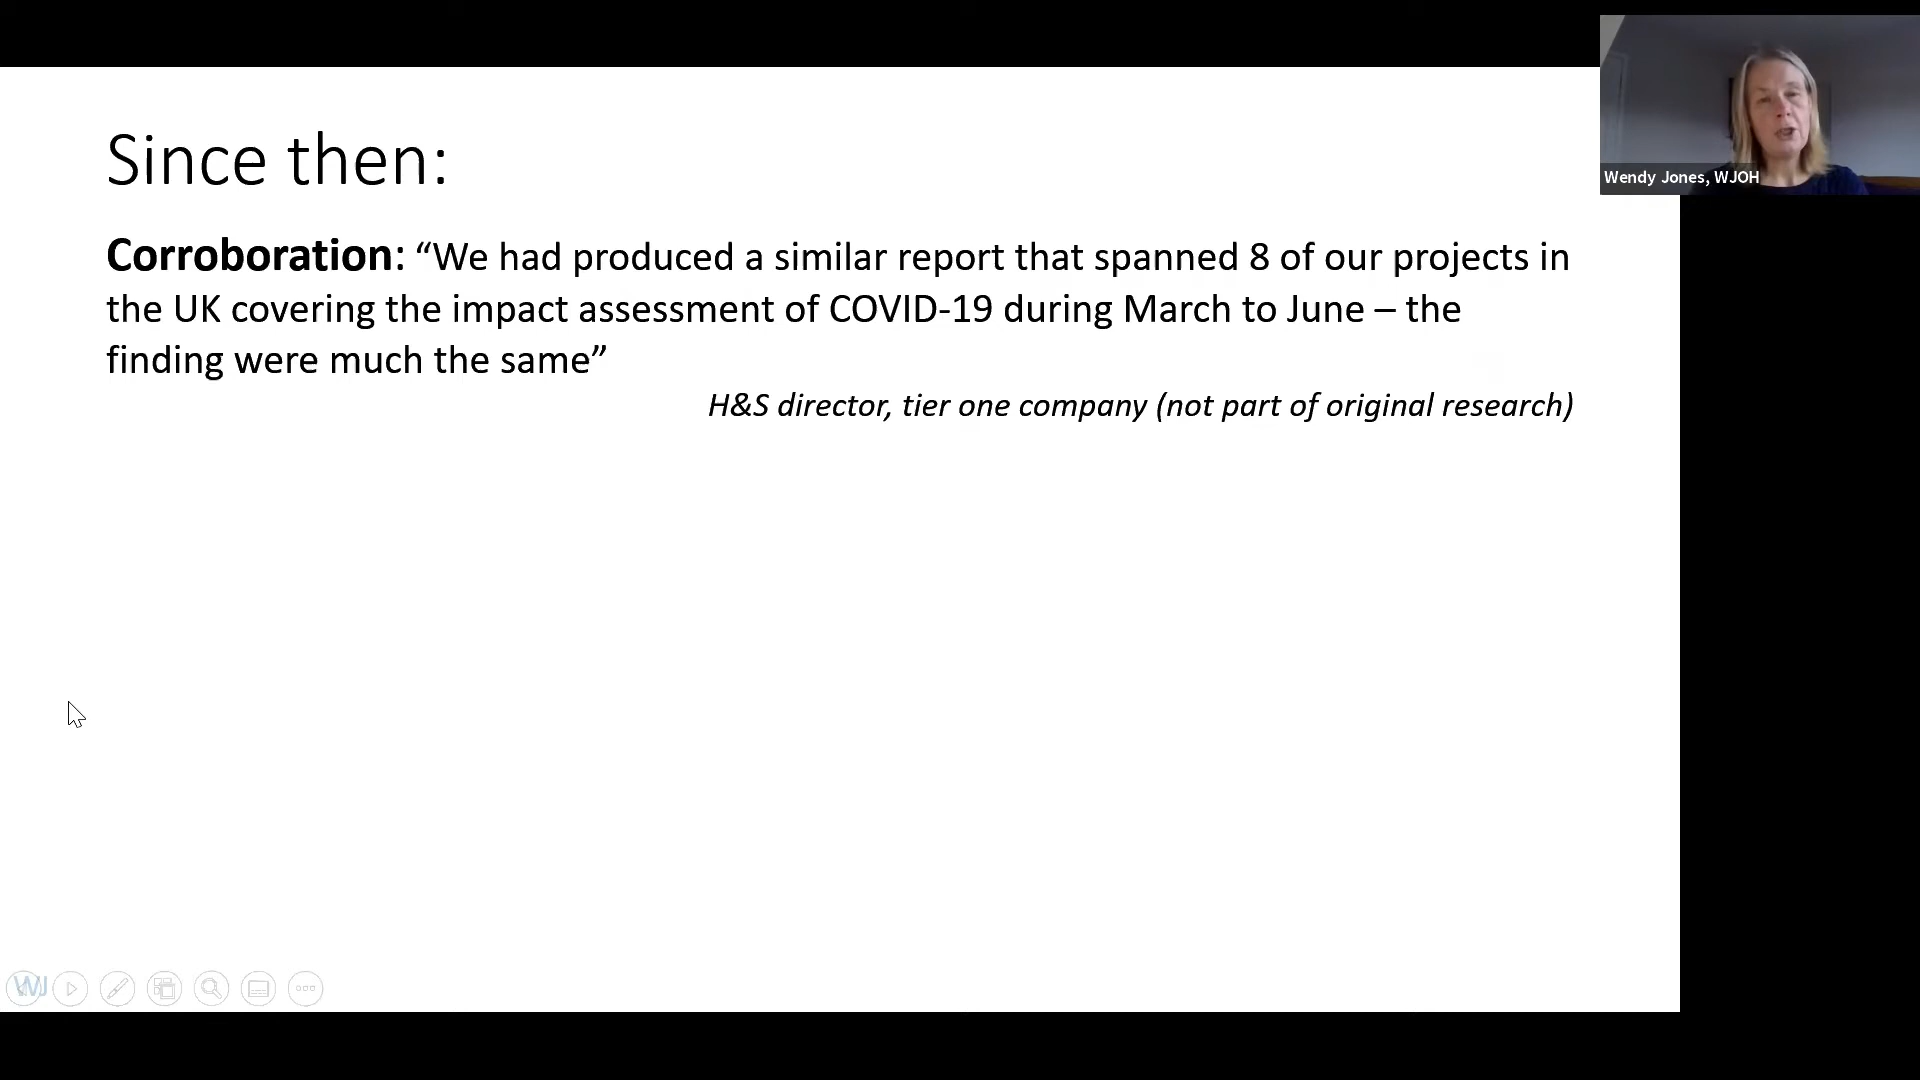 Wendy Jones, WJOH
Since then:
Corroboration: “We had produced a similar report that spanned 8 of our projects in
the UK covering the impact assessment of COVID-19 during March to June – the
finding were much the same”
H&S director, tier one company (not part of original research)
WJ